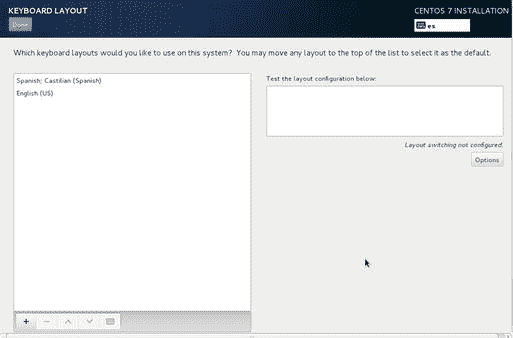 KEYBOARD LAYOUT
CENTOS 7 INSTALLATION
Done
es
Which keyboard layouts would you like to use on this system? You may move any layout to the top of the list to select it as the default.
Spanish; Castilian (Spanish)
English (US)
Test the layout configuration below:
Layout switching not configured.
Options